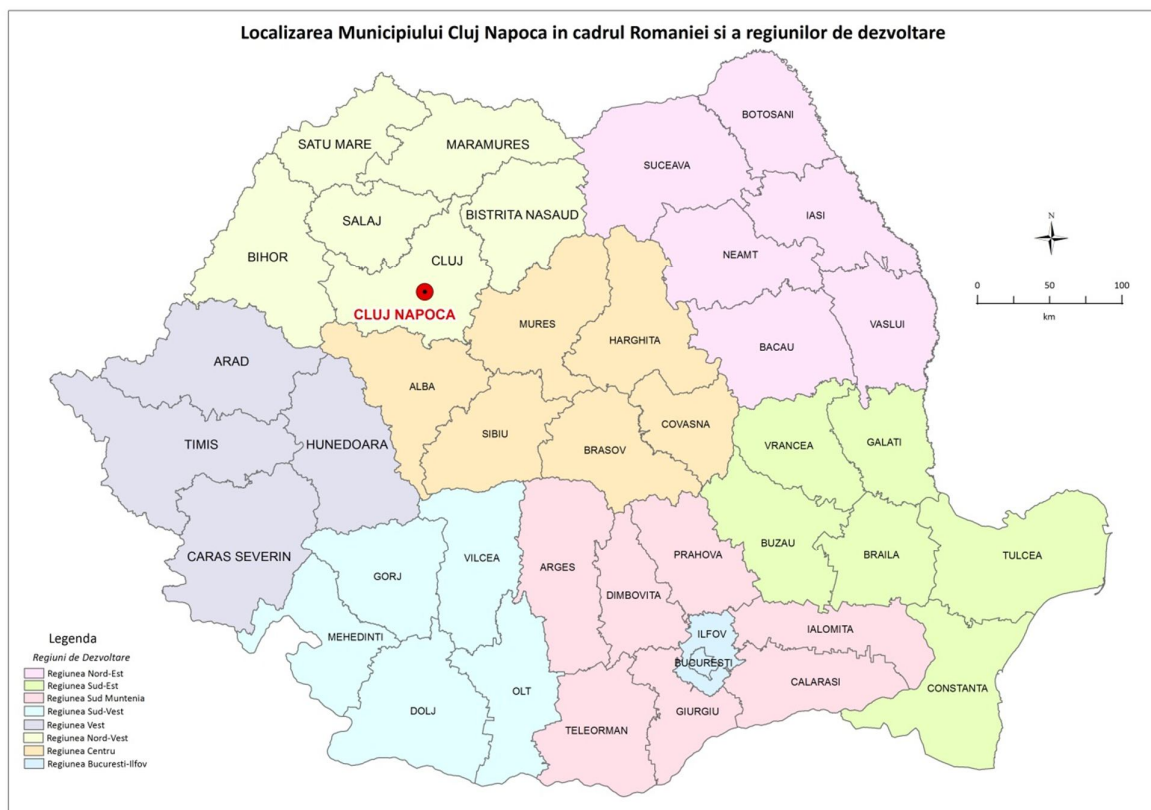 Localizarea Municipiului Cluj Napoca in cadrul Romaniei si a regiunilor de dezvoltare
BOTOSANI
SATU MARE
MARAMURES
SUCEAVA
SALAJ
BISTRITA NASAUD
IASI
N
BIHOR
CLUJ
NEAMT
0 50 100
km
CLUJ NAPOCA
MURES
HARGHITA
VASLUI
BACAU
ARAD
ALBA
COVASNA
TIMIS
HUNEDOARA
SIBIU
BRASOV
VRANCEA
GALATI
CARAS SEVERIN
VILCEA
ARGES
PRAHOVA
BUZAU
BRAILA
TULCEA
GORJ
DIMBOVITA
MEHEDINTI
ILFOV
IALOMITA
BUCURESTI
CALARASI
CONSTANTA
OLT
DOLJ
GIURGIU
TELEORMAN
Legenda
Regiuni de Dezvoltare
Regiunea Nord-Est
Regiunea Sud-Est
Regiunea Sud Muntenia
Regiunea Sud-Vest
Regiunea Vest
Regiunea Nord-Vest
Regiunea Centru
Regiunea Bucuresti-Ilfov